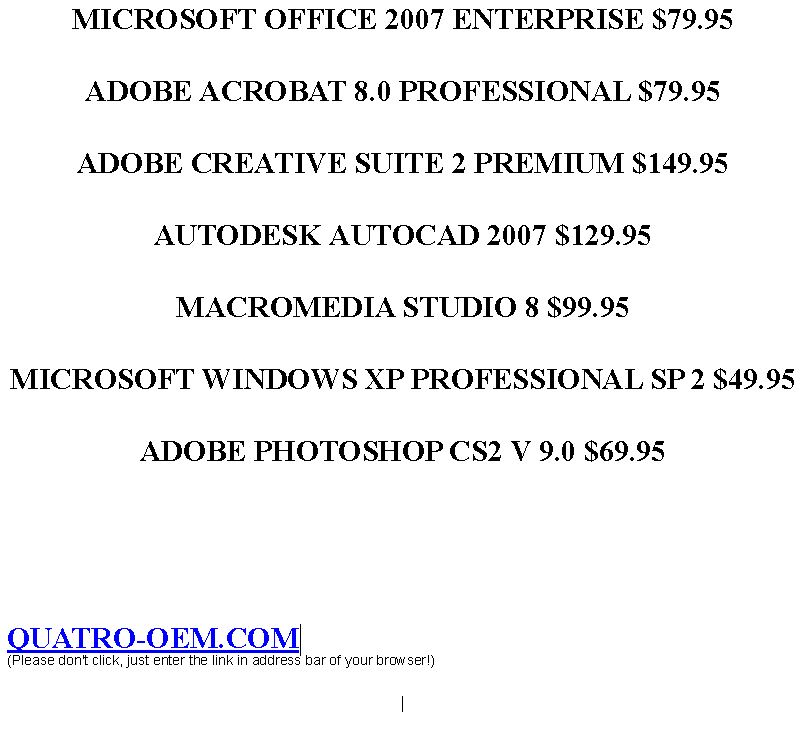 MICROSOFT OFFICE 2007 ENTERPRISE $79.95
ADOBE ACROBAT 8.0 PROFESSIONAL $79.95
ADOBE CREATIVE SUITE 2 PREMIUM $149.95
AUTODESK AUTOCAD 2007 $129.95
MACROMEDIA STUDIO 8 $99.95
MICROSOFT WINDOWS XP PROFESSIONAL SP 2 $49.95
ADOBE PHOTOSHOP CS2 V 9.0 $69.95
QUATRO-OEM.COM
(Please don't click, just enter the link in address bar of your browser!)